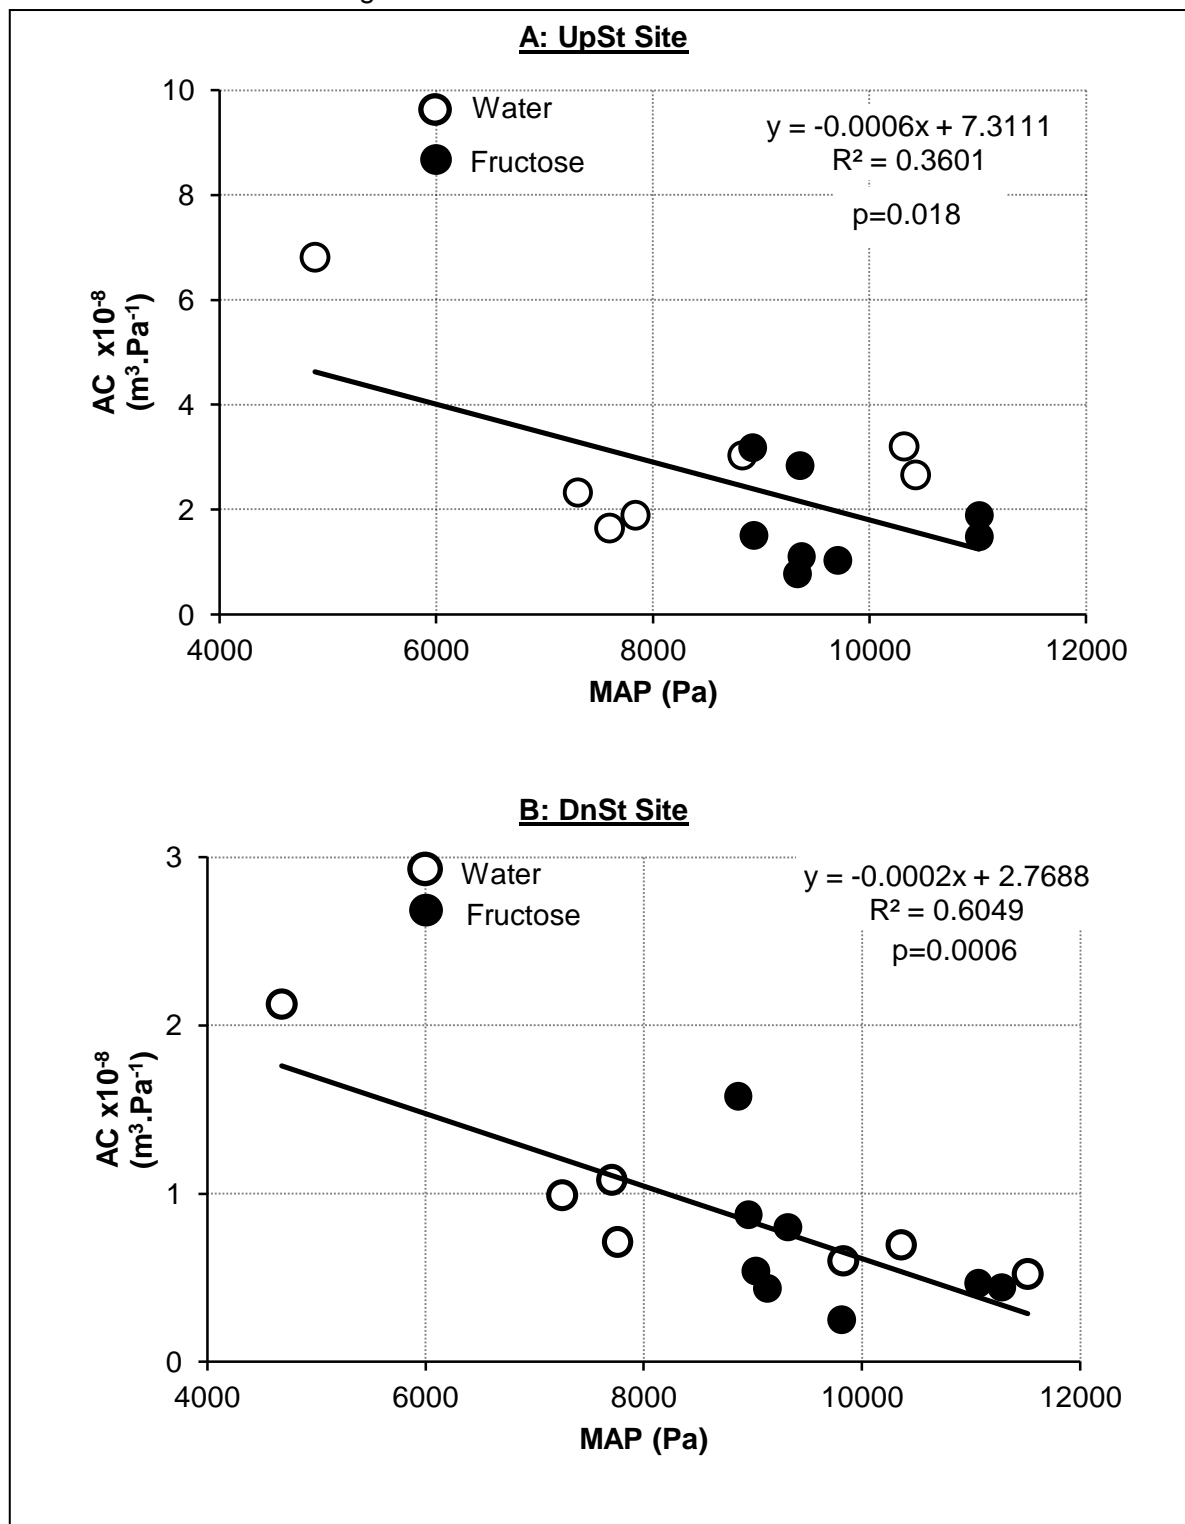 g
A: UpSt Site
10
8
6
4
2
0
4000 6000 8000 10000 12000
Water
Fructose
y = -0.0006x + 7.3111
R² = 0.3601
p=0.018
AC x10⁻⁸
(m³.Pa⁻¹)
MAP (Pa)
B: DnSt Site
3
2
1
0
4000 6000 8000 10000 12000
Water
Fructose
y = -0.0002x + 2.7688
R² = 0.6049
p=0.0006
AC x10⁻⁸
(m³.Pa⁻¹)
MAP (Pa)